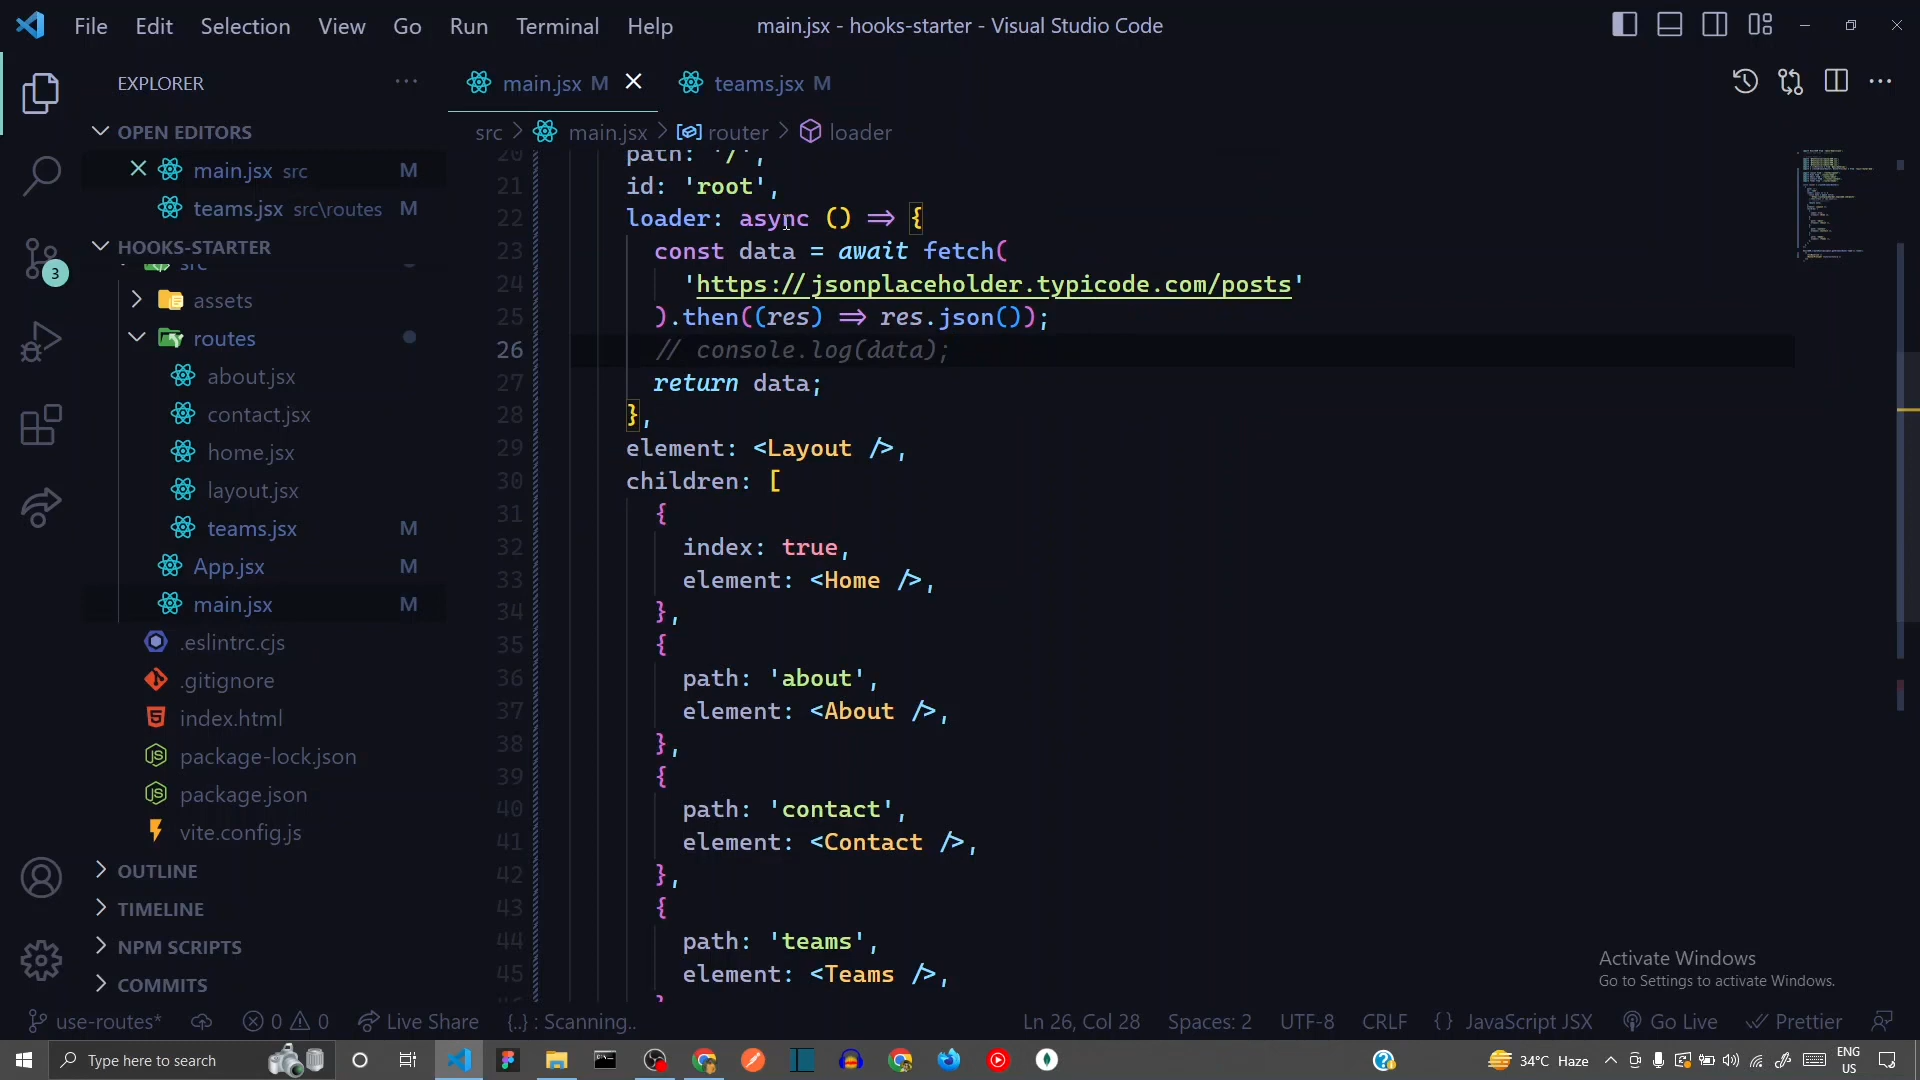 File Edit Selection View Go Run Terminal Help
main.jsx - hooks-starter - Visual Studio Code
EXPLORER
main.jsx M
teams.jsx M
OPEN EDITORS
main.jsx src M
teams.jsx src\routes M
HOOKS-STARTER
src
assets
routes
about.jsx
contact.jsx
home.jsx
layout.jsx
teams.jsx M
App.jsx M
main.jsx M
.eslintrc.cjs
.gitignore
index.html
package-lock.json
package.json
vite.config.js
OUTLINE
TIMELINE
NPM SCRIPTS
COMMITS
3
src > main.jsx > router > loader
20 path: '/',
21 id: 'root',
22 loader: async () => {
23 const data = await fetch(
24 'https://jsonplaceholder.typicode.com/posts'
25 ).then((res) => res.json());
26 // console.log(data);
27 return data;
28 },
29 element: <Layout />,
30 children: [
31 {
32 index: true,
33 element: <Home />,
34 },
35 {
36 path: 'about',
37 element: <About />,
38 },
39 {
40 path: 'contact',
41 element: <Contact />,
42 },
43 {
44 path: 'teams',
45 element: <Teams />,
Activate Windows
Go to Settings to activate Windows.
use-routes* 0 0 Live Share {..} : Scanning.. Ln 26, Col 28 Spaces: 2 UTF-8 CRLF {} JavaScript JSX Go Live Prettier
Type here to search
34°C Haze
ENG
US